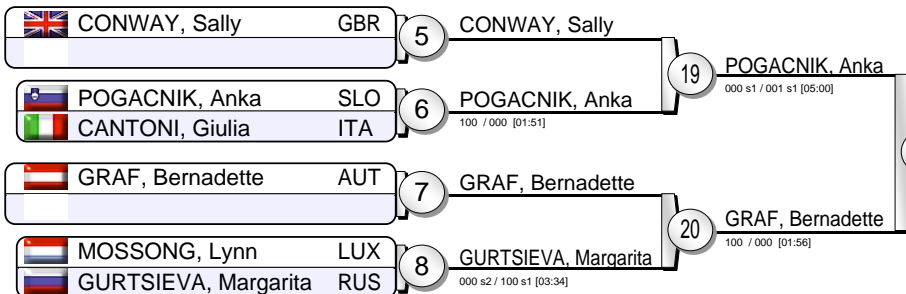 CONWAY, Sally GBR
5
CONWAY, Sally
POGACNIK, Anka SLO
CANTONI, Giulia ITA
6
POGACNIK, Anka
100 / 000 [01:51]
19
POGACNIK, Anka
000 s1 / 001 s1 [05:00]
GRAF, Bernadette AUT
7
GRAF, Bernadette
MOSSONG, Lynn LUX
GURTSIEVA, Margarita RUS
8
GURTSIEVA, Margarita
000 s2 / 100 s1 [03:34]
20
GRAF, Bernadette
100 / 000 [01:56]